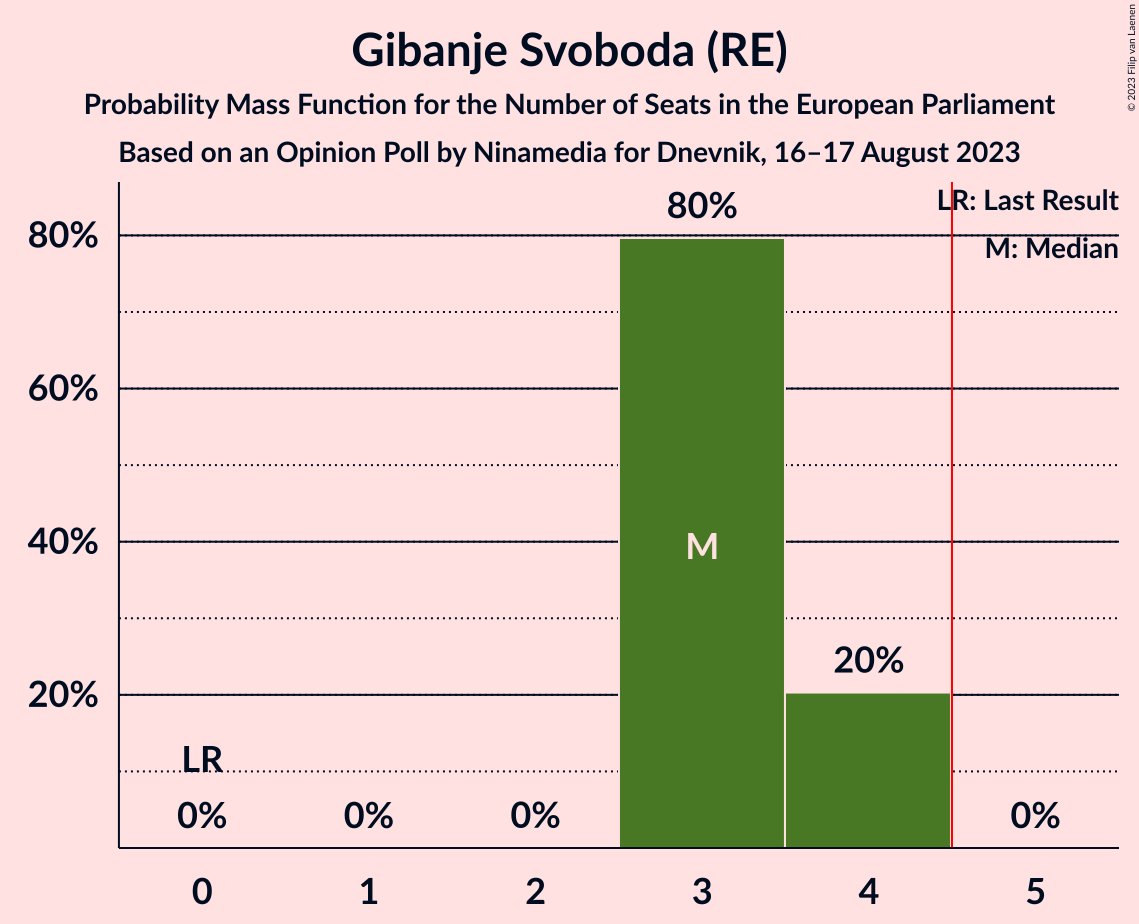 Gibanje Svoboda (RE)
Probability Mass Function for the Number of Seats in the European Parliament
Based on an Opinion Poll by Ninamedia for Dnevnik, 16–17 August 2023
© 2023 Filip van Laenen
LR: Last Result
M: Median
80%
80%
60%
40%
M
20%
20%
LR
0%
0%
0%
0%
0
1
2
3
4
5